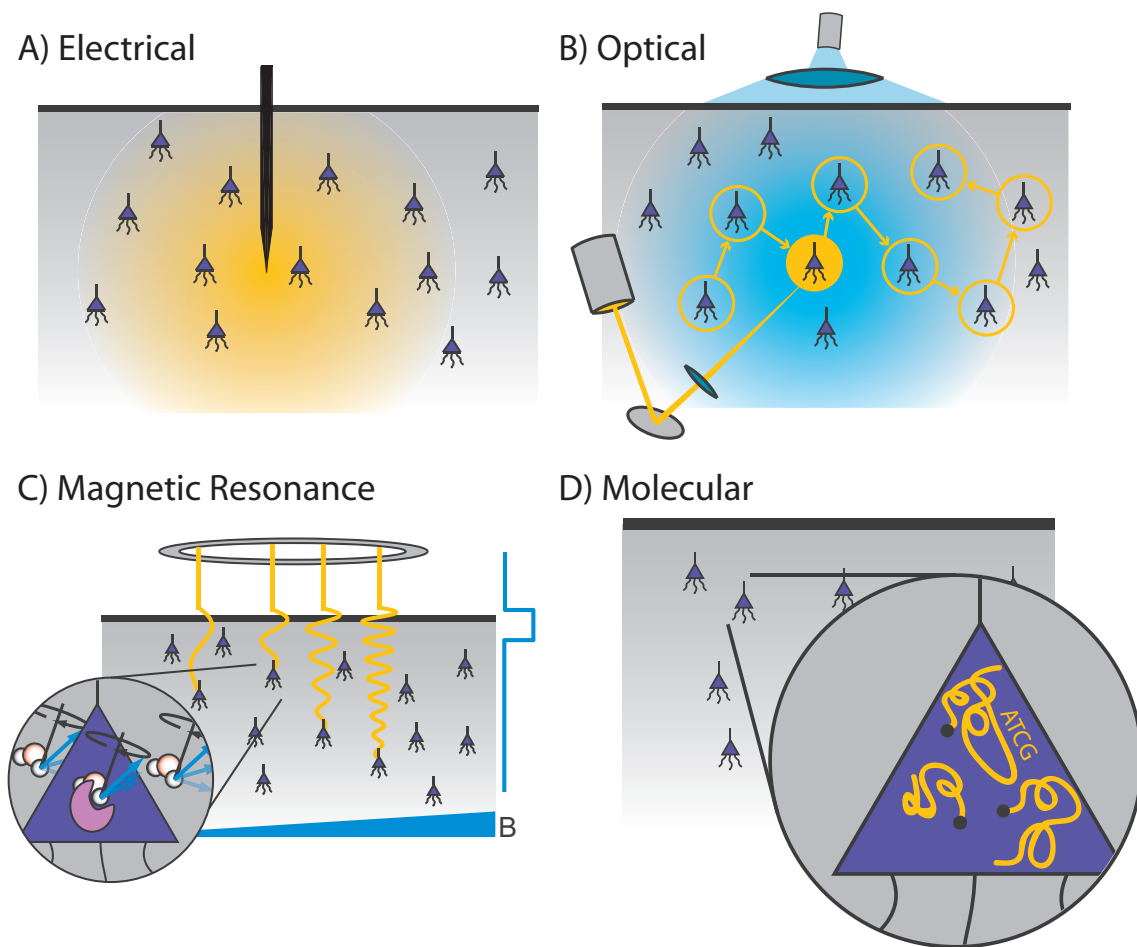 A) Electrical
B) Optical
C) Magnetic Resonance
B
D) Molecular
ATCG